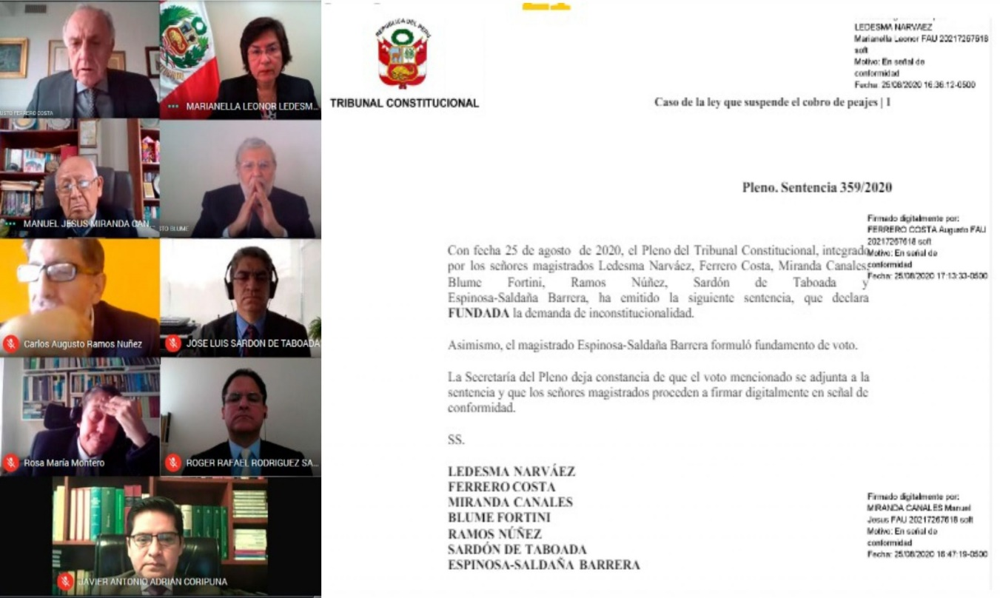 USTO FERRERO COSTA
MARIANELLA LEONOR LEDESM...
MANUEL JESUS MIRANDA CAN...
STO BLUME
Carlos Augusto Ramos Nuñez
JOSE LUIS SARDON DE TABOADA
Rosa María Montero
ROGER RAFAEL RODRIGUEZ SA...
JAVIER ANTONIO ADRIÁN CORIPUNA
REPUBLICA DEL PERU
TRIBUNAL CONSTITUCIONAL
LEDESMA NARVAEZ
Marianella Leonor FAU 20217267618
soft
Motivo: En señal de
conformidad
Fecha: 25/08/2020 16:36:12-0500
Caso de la ley que suspende el cobro de peajes | 1
Pleno. Sentencia 359/2020
Firmado digitalmente por:
FERRERO COSTA Augusto FAU
20217267618 soft
Motivo: En señal de
conformidad
Fecha: 25/08/2020 17:13:33-0500
Con fecha 25 de agosto de 2020, el Pleno del Tribunal Constitucional, integrado
por los señores magistrados Ledesma Narváez, Ferrero Costa, Miranda Canales,
Blume Fortini, Ramos Núñez, Sardón de Taboada y
Espinosa-Saldaña Barrera, ha emitido la siguiente sentencia, que declara
FUNDADA la demanda de inconstitucionalidad.
Asimismo, el magistrado Espinosa-Saldaña Barrera formuló fundamento de voto.
La Secretaría del Pleno deja constancia de que el voto mencionado se adjunta a la
sentencia y que los señores magistrados proceden a firmar digitalmente en señal de
conformidad.
SS.
LEDESMA NARVÁEZ
FERRERO COSTA
MIRANDA CANALES
BLUME FORTINI
RAMOS NÚÑEZ
SARDÓN DE TABOADA
ESPINOSA-SALDAÑA BARRERA
Firmado digitalmente por:
MIRANDA CANALES Manuel
Jesus FAU 20217267618 soft
Motivo: En señal de
conformidad
Fecha: 25/08/2020 16:47:19-0500